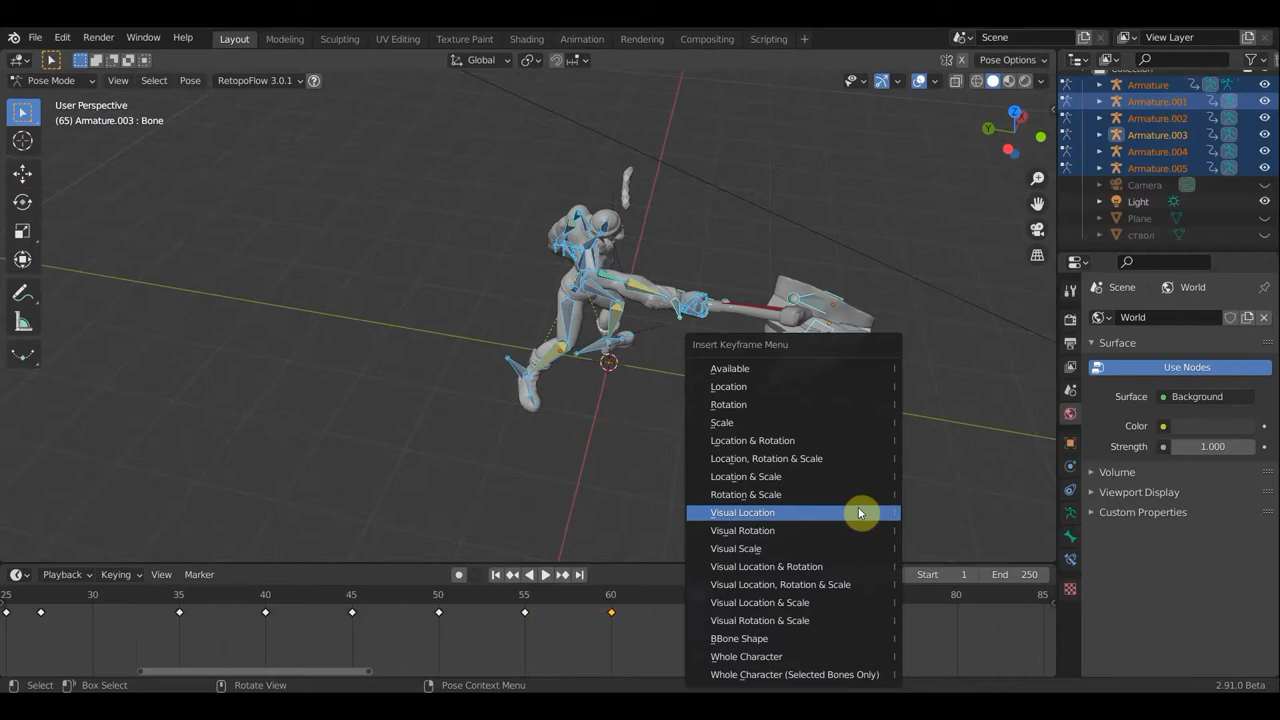 File Edit Render Window Help Layout Modeling Sculpting UV Editing Texture Paint Shading Animation Rendering Compositing Scripting + Scene View Layer
Global Pose Options
Pose Mode View Select Pose RetopoFlow 3.0.1
User Perspective
(65) Armature.003 : Bone
Armature
Armature.001
Armature.002
Armature.003
Armature.004
Armature.005
Camera
Light
Plane
ствол
Y
Z
X
Scene World
World
Surface
Use Nodes
Surface Background
Color
Strength 1.000
Volume
Viewport Display
Custom Properties
Insert Keyframe Menu
Available I
Location I
Rotation I
Scale I
Location & Rotation I
Location, Rotation & Scale I
Location & Scale I
Rotation & Scale I
Visual Location I
Visual Rotation I
Visual Scale I
Visual Location & Rotation I
Visual Location, Rotation & Scale I
Visual Location & Scale I
Visual Rotation & Scale I
BBone Shape I
Whole Character I
Whole Character (Selected Bones Only) I
Playback Keying View Marker Start 1 End 250
25 30 35 40 45 50 55 60 80 85
Select Box Select Rotate View Pose Context Menu 2.91.0 Beta